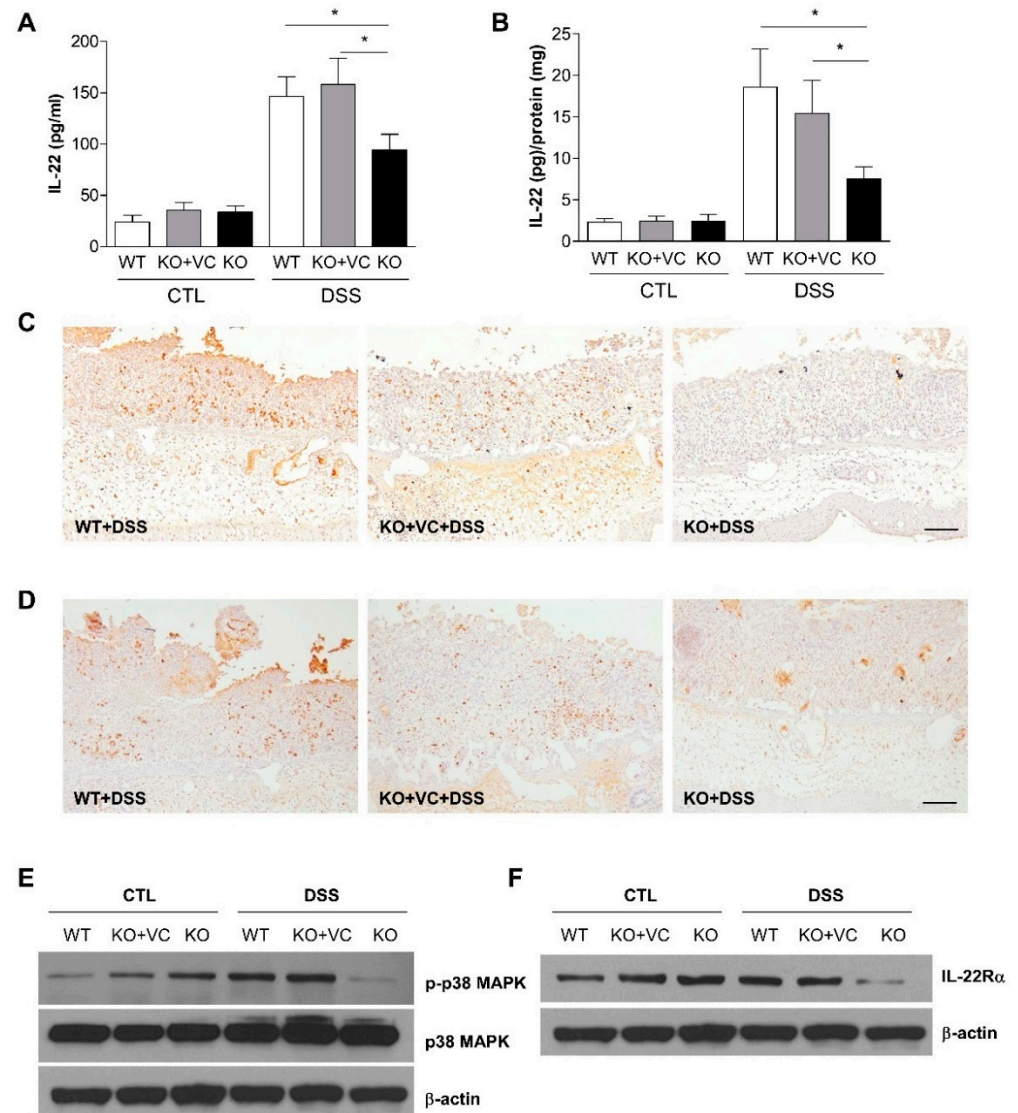 A
IL-22 (pg/ml)
200
150
100
50
0
*
*
WT KO+VC KO WT KO+VC KO
CTL DSS
B
IL-22 (pg)/protein (mg)
25
20
15
10
5
0
*
*
WT KO+VC KO WT KO+VC KO
CTL DSS
C
WT+DSS
KO+VC+DSS
KO+DSS
D
WT+DSS
KO+VC+DSS
KO+DSS
E
CTL DSS
WT KO+VC KO WT KO+VC KO
p-p38 MAPK
p38 MAPK
β-actin
F
CTL DSS
WT KO+VC KO WT KO+VC KO
IL-22Rα
β-actin